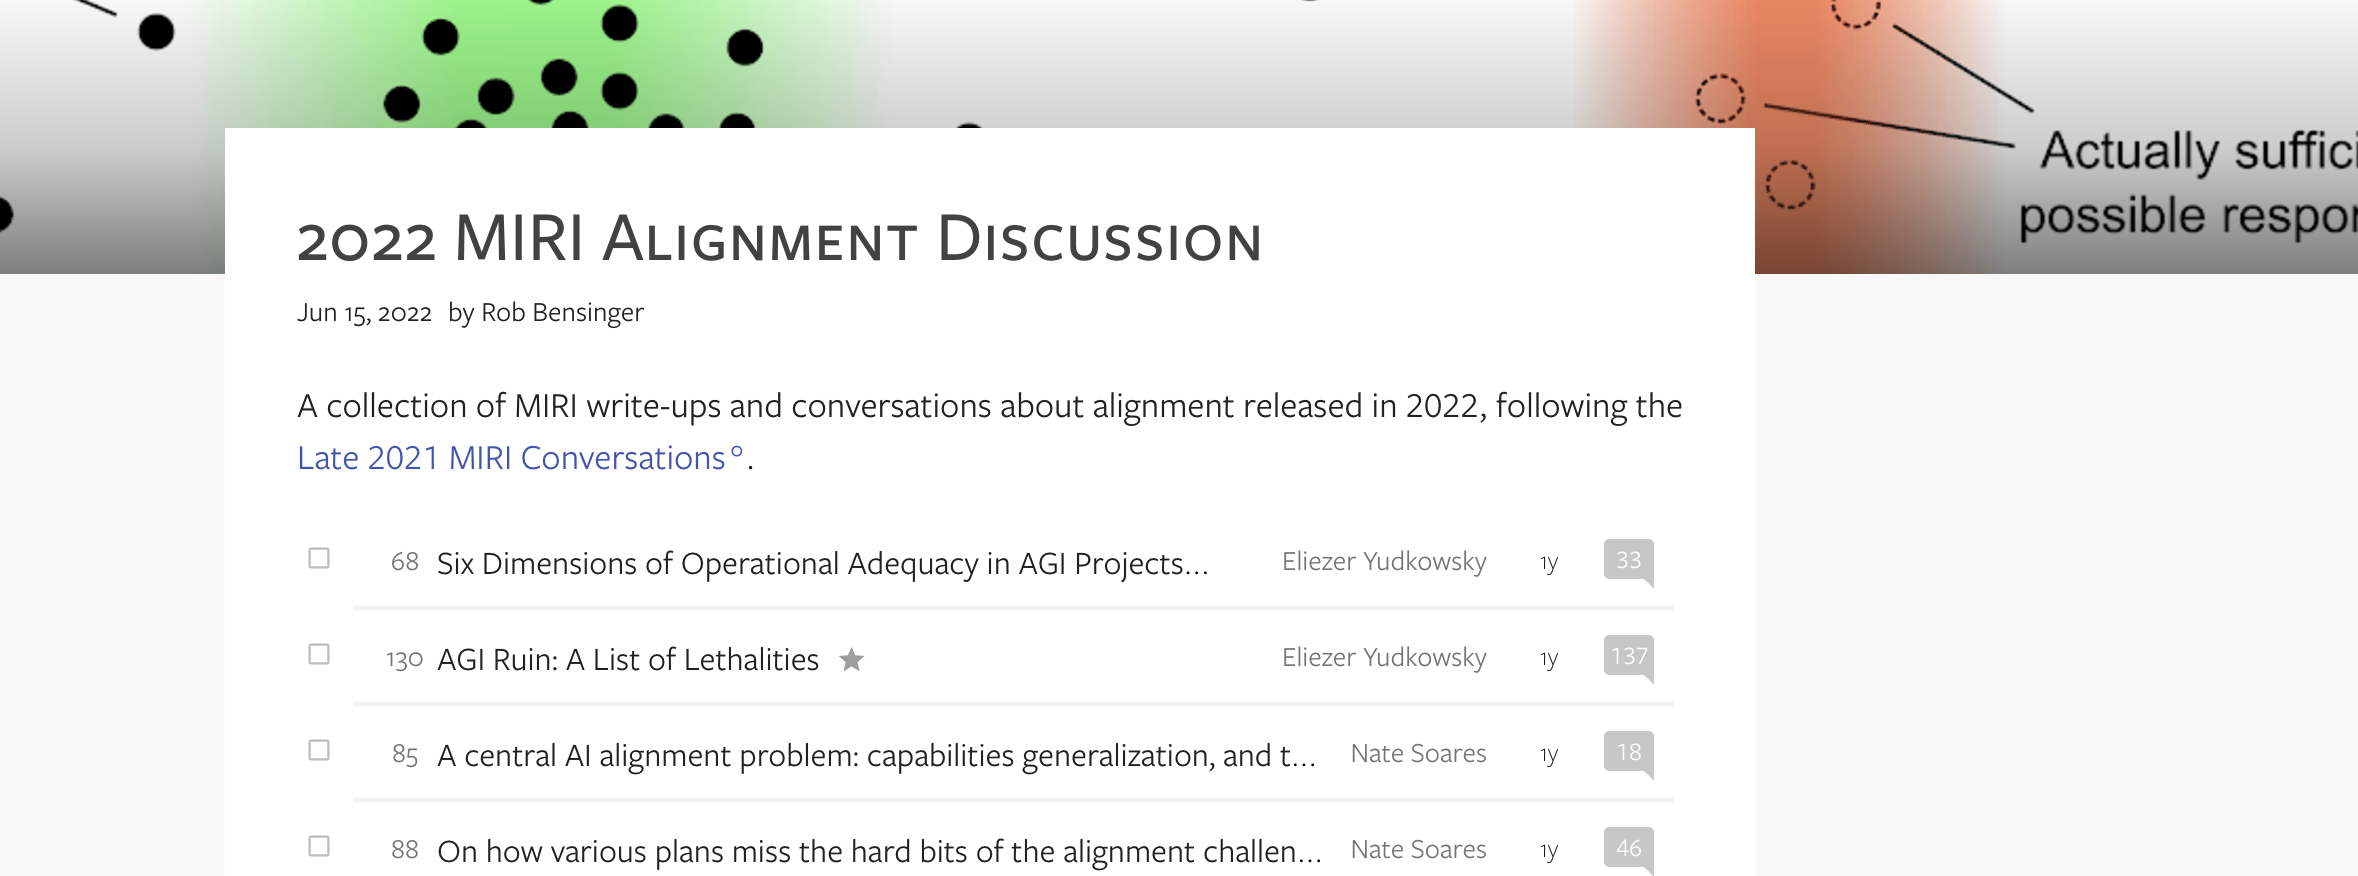 Actually suffici
possible respon
2022 MIRI Alignment Discussion
Jun 15, 2022 by Rob Bensinger
A collection of MIRI write-ups and conversations about alignment released in 2022, following the
Late 2021 MIRI Conversations°.
68 Six Dimensions of Operational Adequacy in AGI Projects... Eliezer Yudkowsky 1y 33
130 AGI Ruin: A List of Lethalities ★ Eliezer Yudkowsky 1y 137
85 A central AI alignment problem: capabilities generalization, and t... Nate Soares 1y 18
88 On how various plans miss the hard bits of the alignment challen... Nate Soares 1y 46